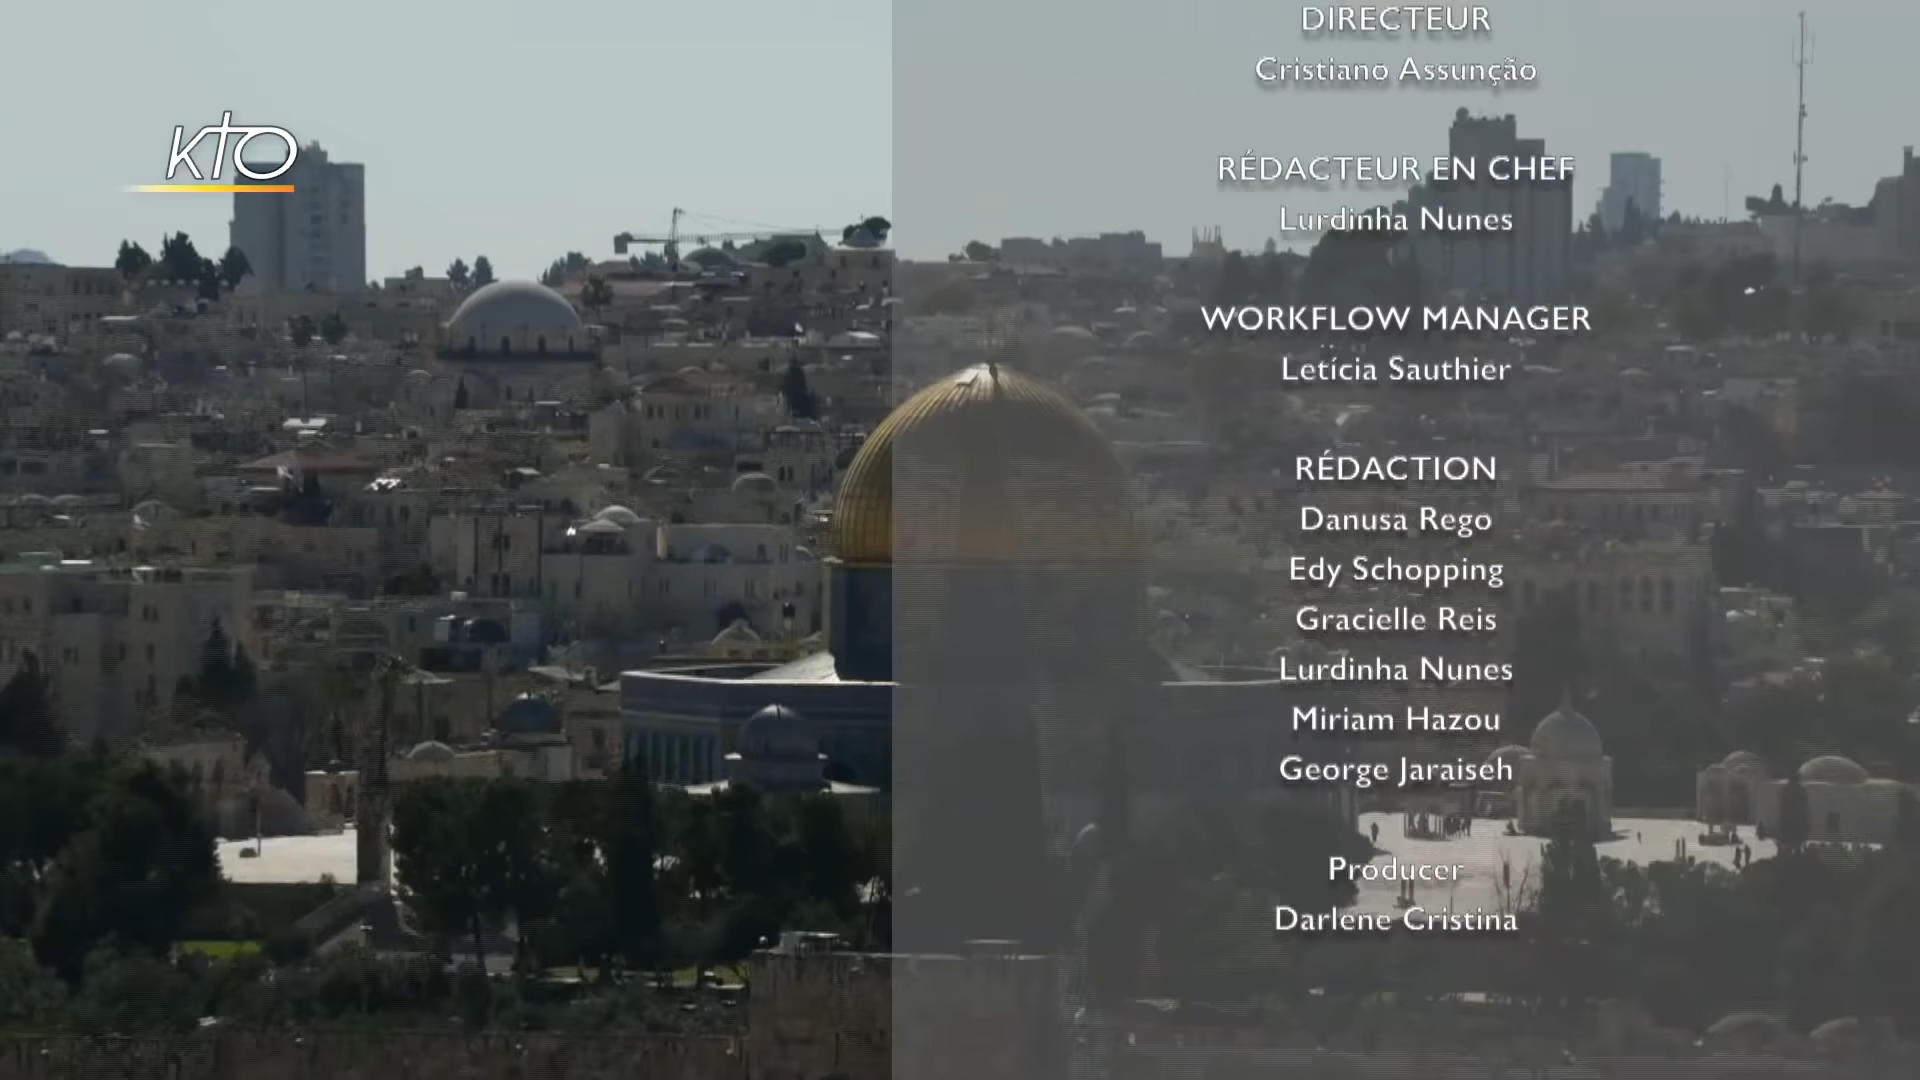 KTO
DIRECTEUR
Cristiano Assunção
RÉDACTEUR EN CHEF
Lurdinha Nunes
WORKFLOW MANAGER
Letícia Sauthier
RÉDACTION
Danusa Rego
Edy Schopping
Gracielle Reis
Lurdinha Nunes
Miriam Hazou
George Jaraiseh
Producer
Darlene Cristina